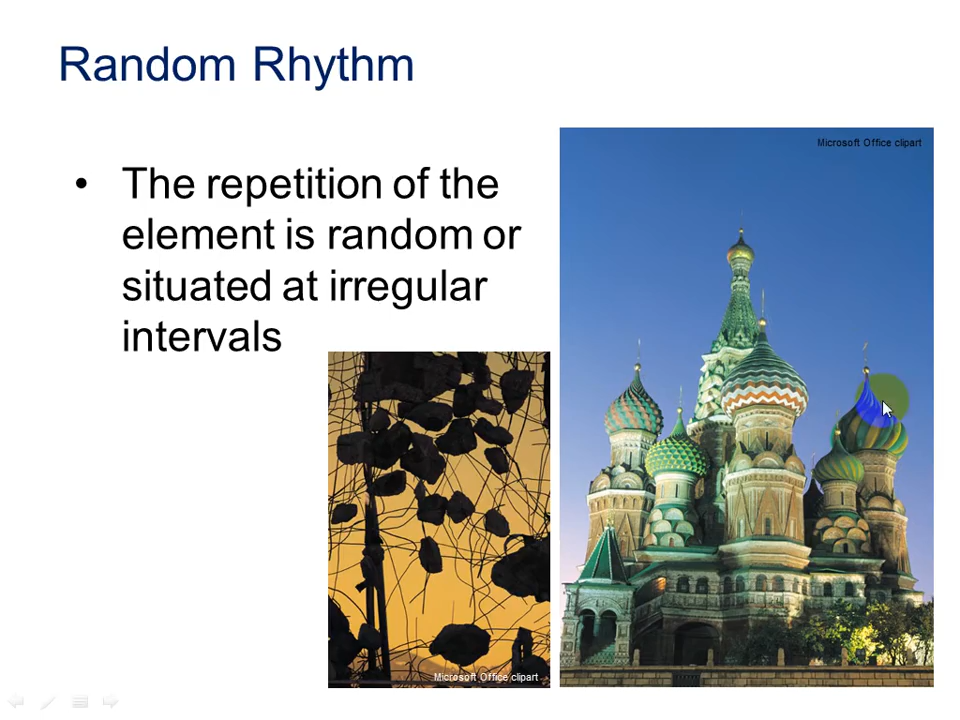 Random Rhythm
• The repetition of the
element is random or
situated at irregular
intervals
Microsoft Office clipart
Microsoft Office clipart